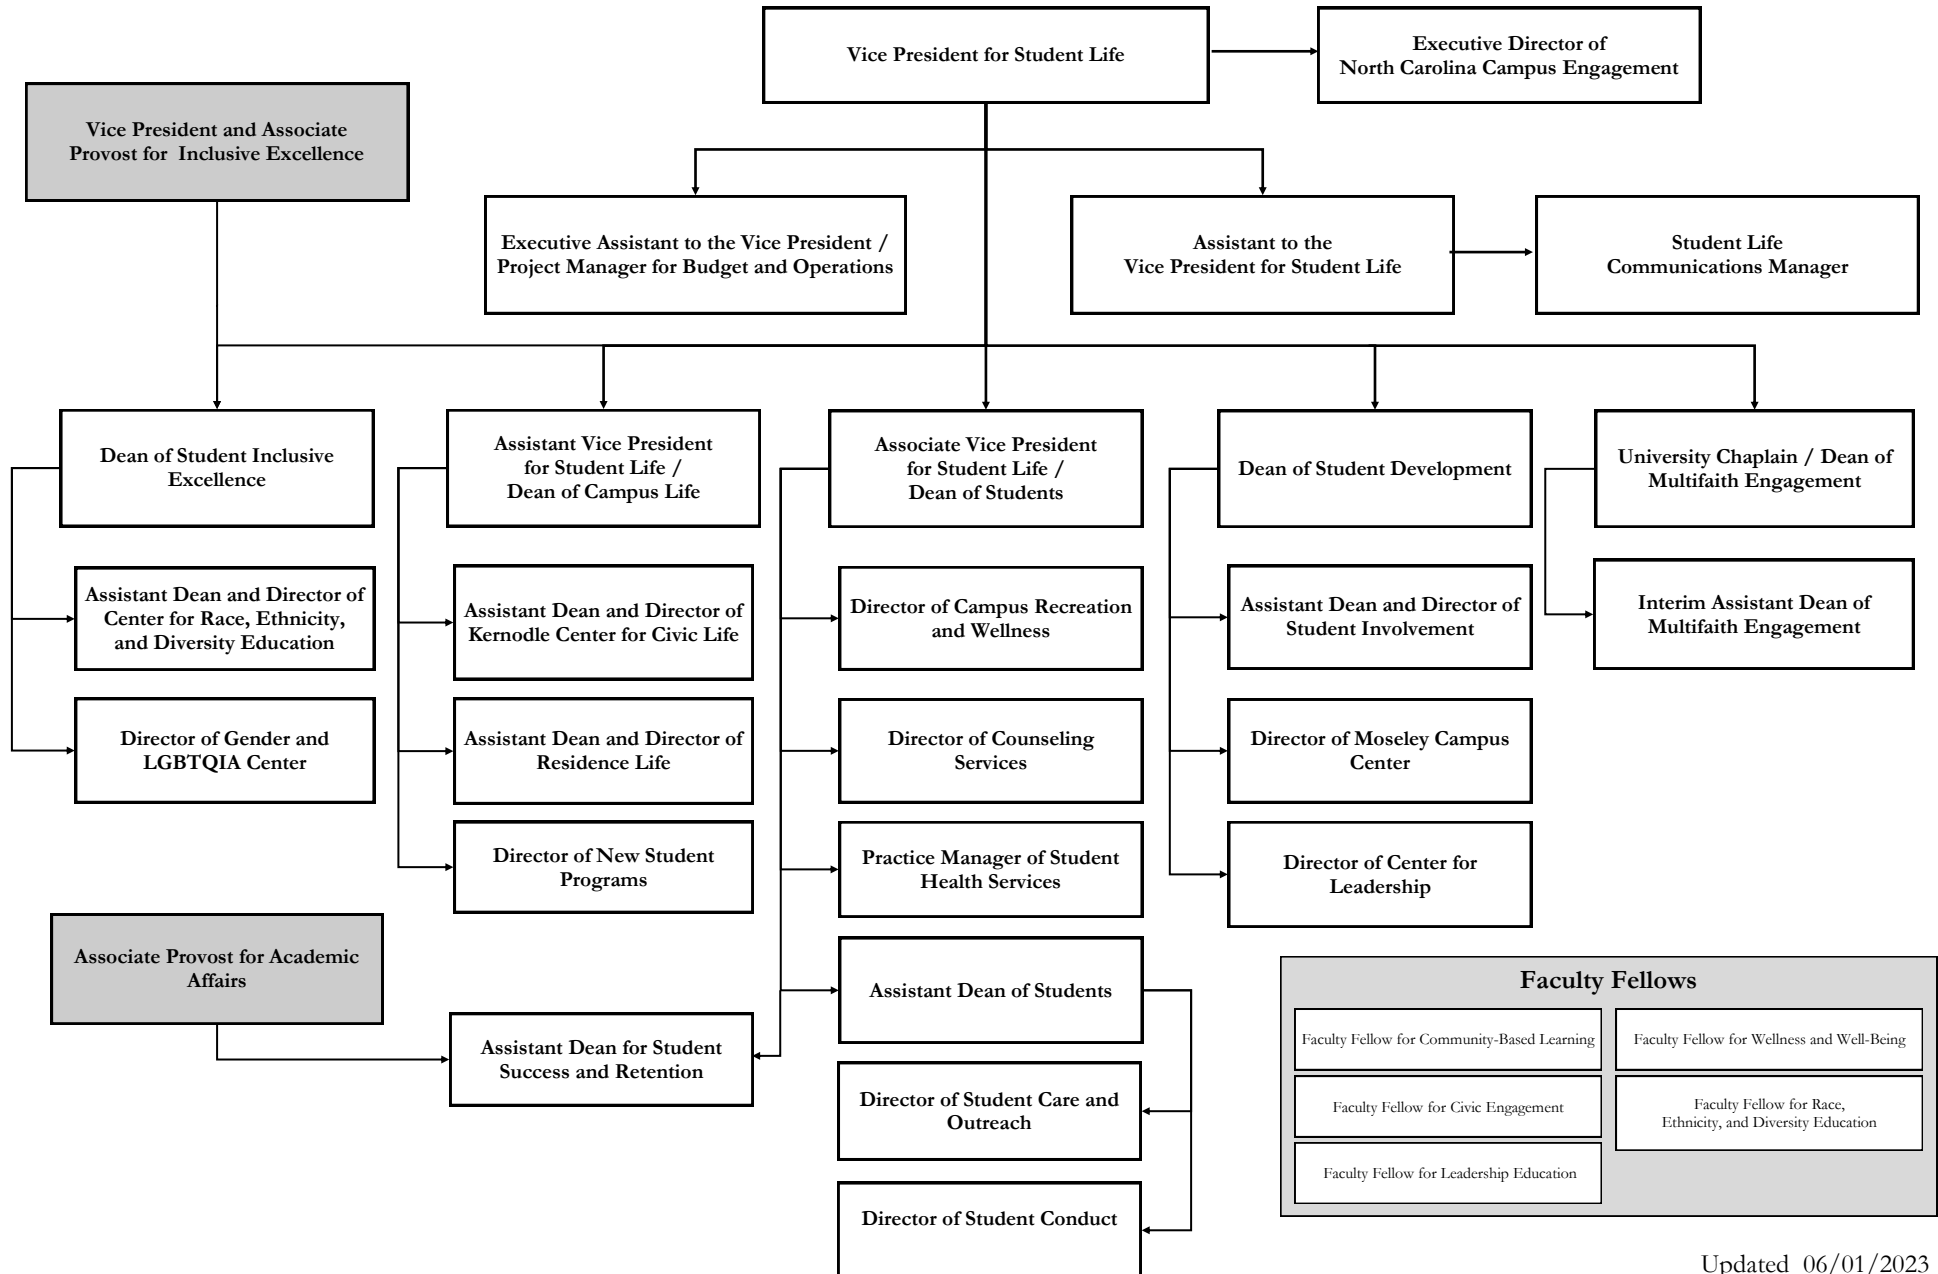 Vice President for Student Life
Executive Director of
North Carolina Campus Engagement
Vice President and Associate
Provost for Inclusive Excellence
Executive Assistant to the Vice President /
Project Manager for Budget and Operations
Assistant to the
Vice President for Student Life
Student Life
Communications Manager
Dean of Student Inclusive
Excellence
Assistant Vice President
for Student Life /
Dean of Campus Life
Associate Vice President
for Student Life /
Dean of Students
Dean of Student Development
University Chaplain / Dean of
Multifaith Engagement
Assistant Dean and Director of
Center for Race, Ethnicity,
and Diversity Education
Assistant Dean and Director of
Kernodle Center for Civic Life
Director of Campus Recreation
and Wellness
Assistant Dean and Director of
Student Involvement
Interim Assistant Dean of
Multifaith Engagement
Director of Gender and
LGBTQIA Center
Assistant Dean and Director of
Residence Life
Director of Counseling
Services
Director of Moseley Campus
Center
Director of New Student
Programs
Practice Manager of Student
Health Services
Director of Center for
Leadership
Associate Provost for Academic
Affairs
Assistant Dean of Students
Assistant Dean for Student
Success and Retention
Director of Student Care and
Outreach
Director of Student Conduct
Faculty Fellows
Faculty Fellow for Community-Based Learning
Faculty Fellow for Wellness and Well-Being
Faculty Fellow for Civic Engagement
Faculty Fellow for Race,
Ethnicity, and Diversity Education
Faculty Fellow for Leadership Education
Updated 06/01/2023